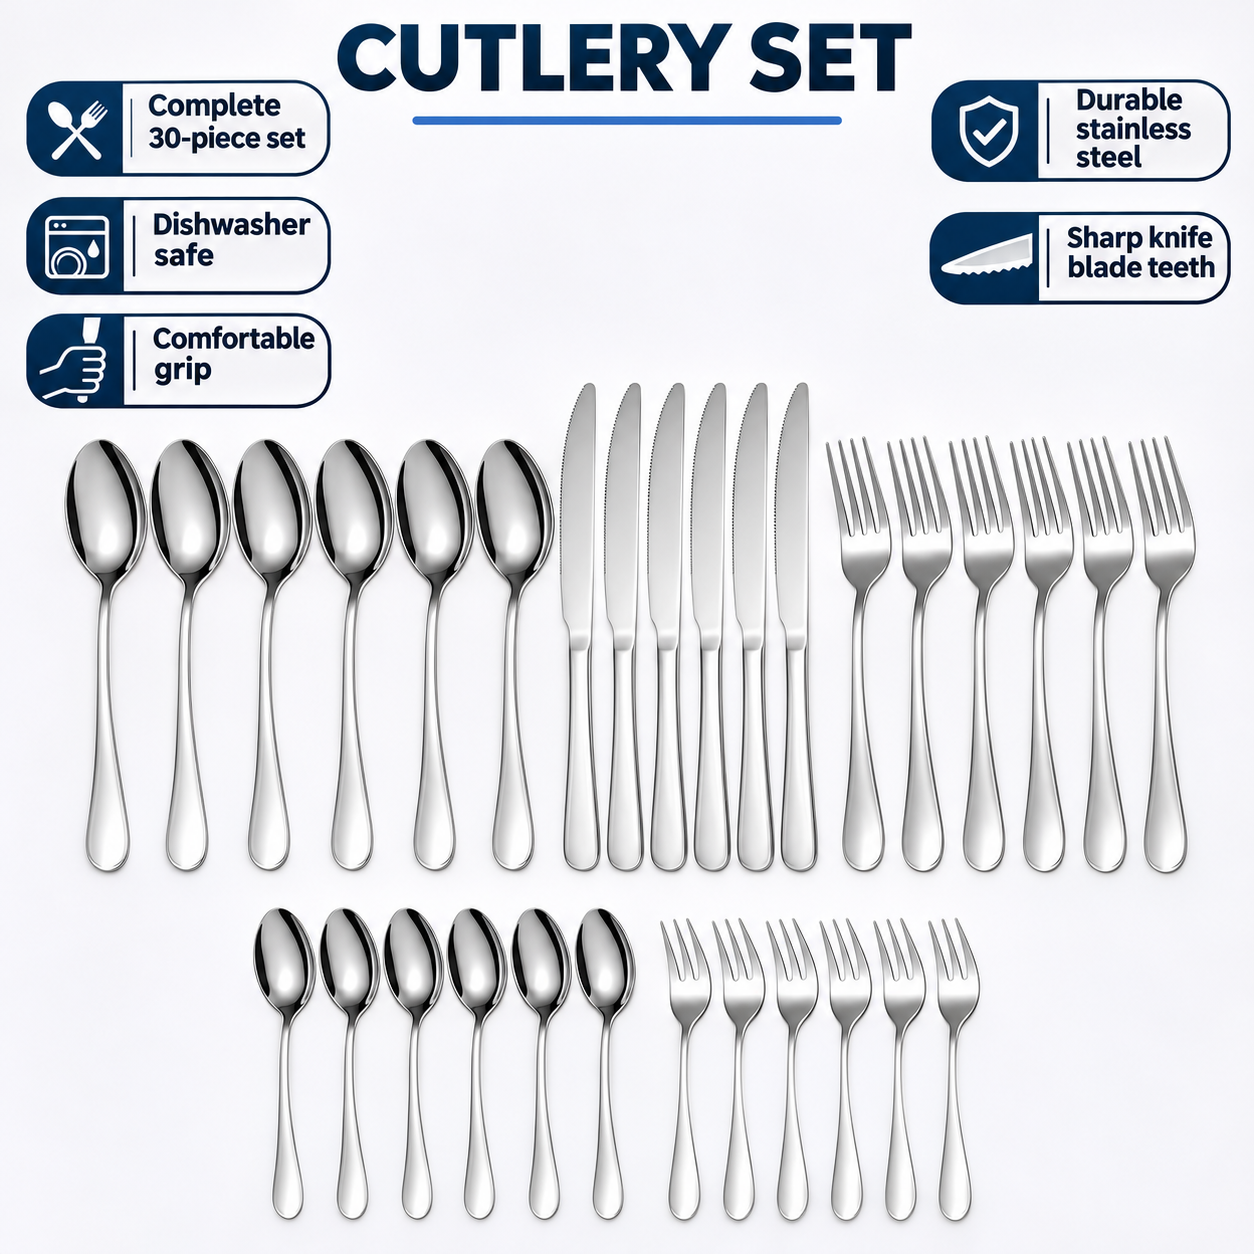 CUTLERY SET
Complete
30-piece set
Dishwasher
safe
Comfortable
grip
Durable
stainless
steel
Sharp knife
blade teeth